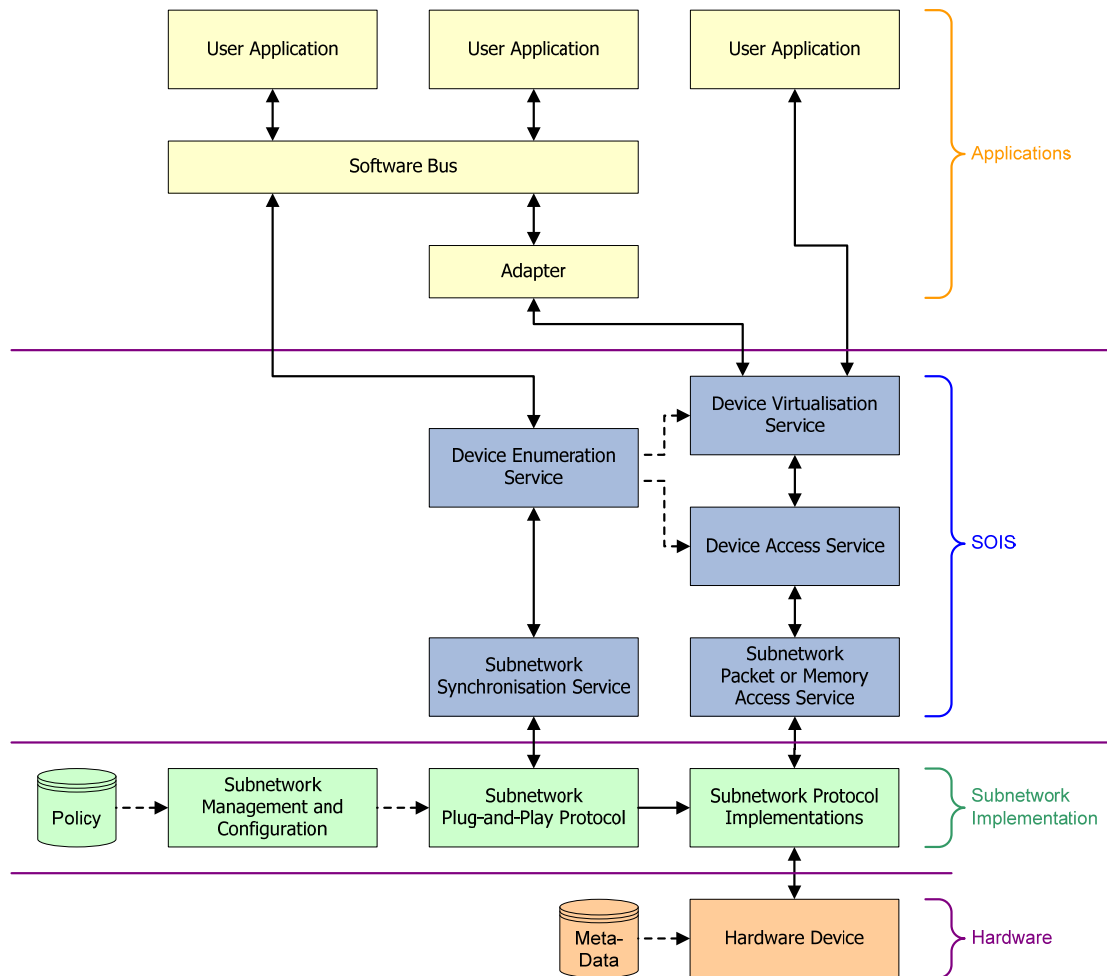 User Application
User Application
User Application
Applications
Software Bus
Adapter
Device Virtualisation
Service
Device Enumeration
Service
Device Access Service
SOIS
Subnetwork
Synchronisation Service
Subnetwork
Packet or Memory
Access Service
Policy
Subnetwork
Management and
Configuration
Subnetwork
Plug-and-Play Protocol
Subnetwork Protocol
Implementations
Subnetwork
Implementation
Meta-
Data
Hardware Device
Hardware